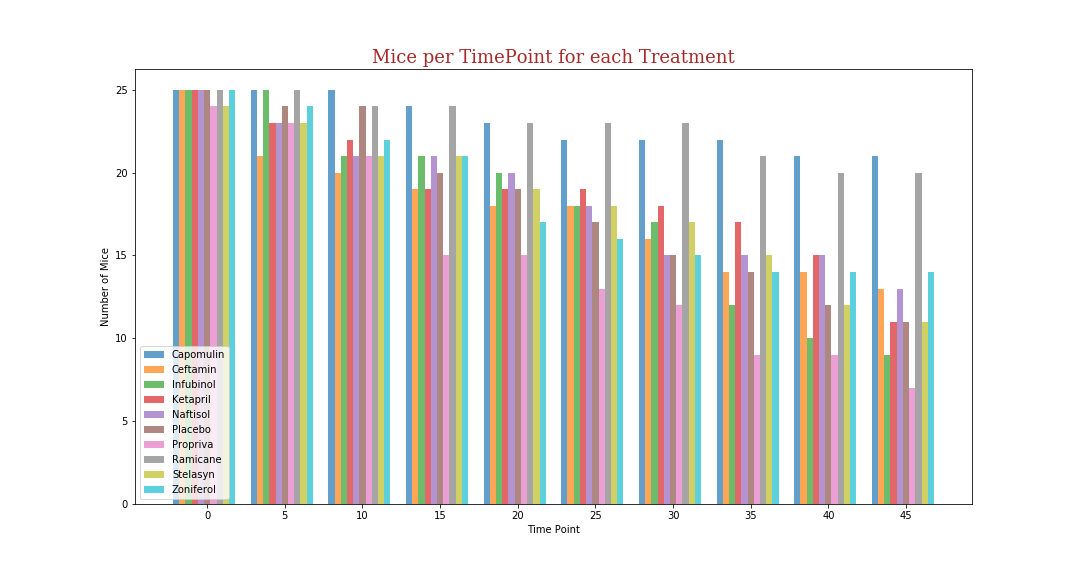 Mice per TimePoint for each Treatment
25
20
15
10
5
0
Number of Mice
Capomulin
Ceftamin
Infubinol
Ketapril
Naftisol
Placebo
Propriva
Ramicane
Stelasyn
Zoniferol
0 5 10 15 20 25 30 35 40 45
Time Point